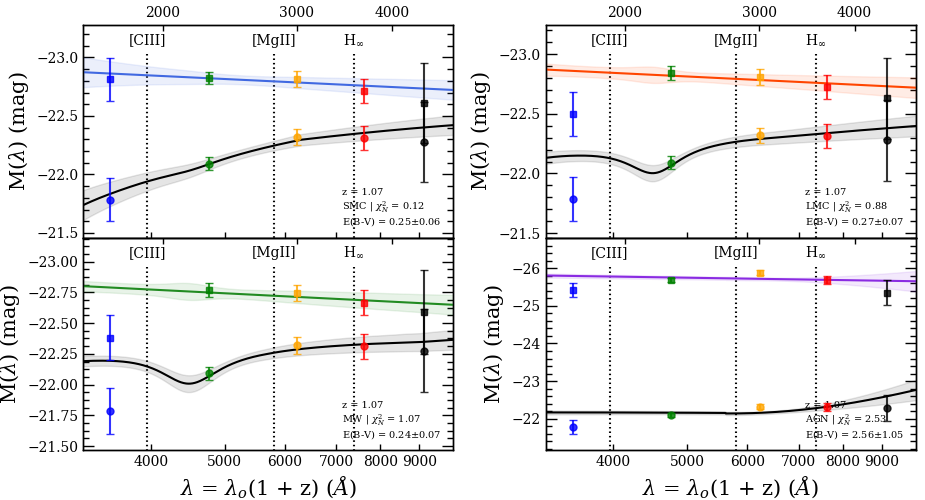 2000 3000 4000
2000 3000 4000
[CIII] [MgII] H∞
M(λ) (mag)
−23.0
−22.5
−22.0
−21.5
z = 1.07
SMC | χ²_N = 0.12
E(B-V) = 0.25±0.06
[CIII] [MgII] H∞
M(λ) (mag)
−23.0
−22.5
−22.0
−21.5
z = 1.07
LMC | χ²_N = 0.88
E(B-V) = 0.27±0.07
[CIII] [MgII] H∞
M(λ) (mag)
−23.00
−22.75
−22.50
−22.25
−22.00
−21.75
−21.50
z = 1.07
MW | χ²_N = 1.07
E(B-V) = 0.24±0.07
4000 5000 6000 7000 8000 9000
λ = λ_o(1 + z) (Å)
[CIII] [MgII] H∞
M(λ) (mag)
−26
−25
−24
−23
−22
z = 1.07
AGN | χ²_N = 2.53
E(B-V) = 2.56±1.05
4000 5000 6000 7000 8000 9000
λ = λ_o(1 + z) (Å)